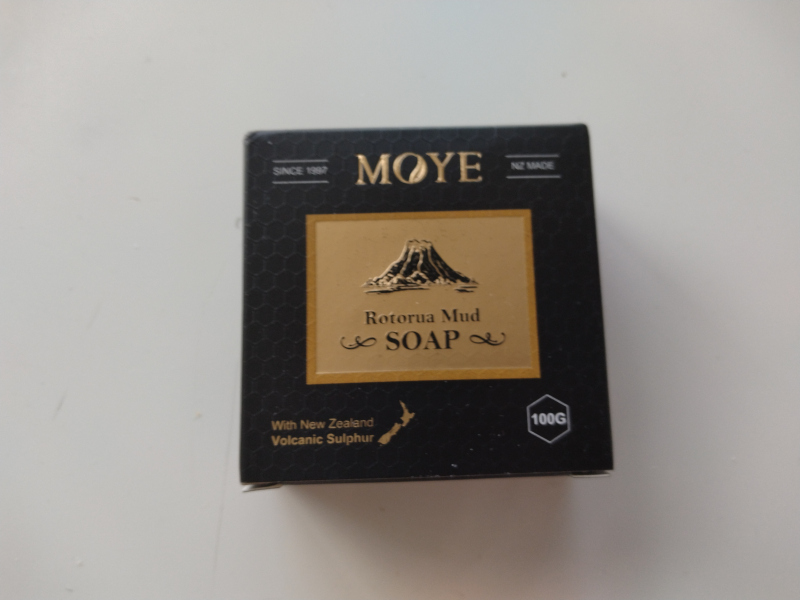 SINCE 1997
MOYE
NZ MADE
Rotorua Mud
SOAP
With New Zealand
Volcanic Sulphur
100G